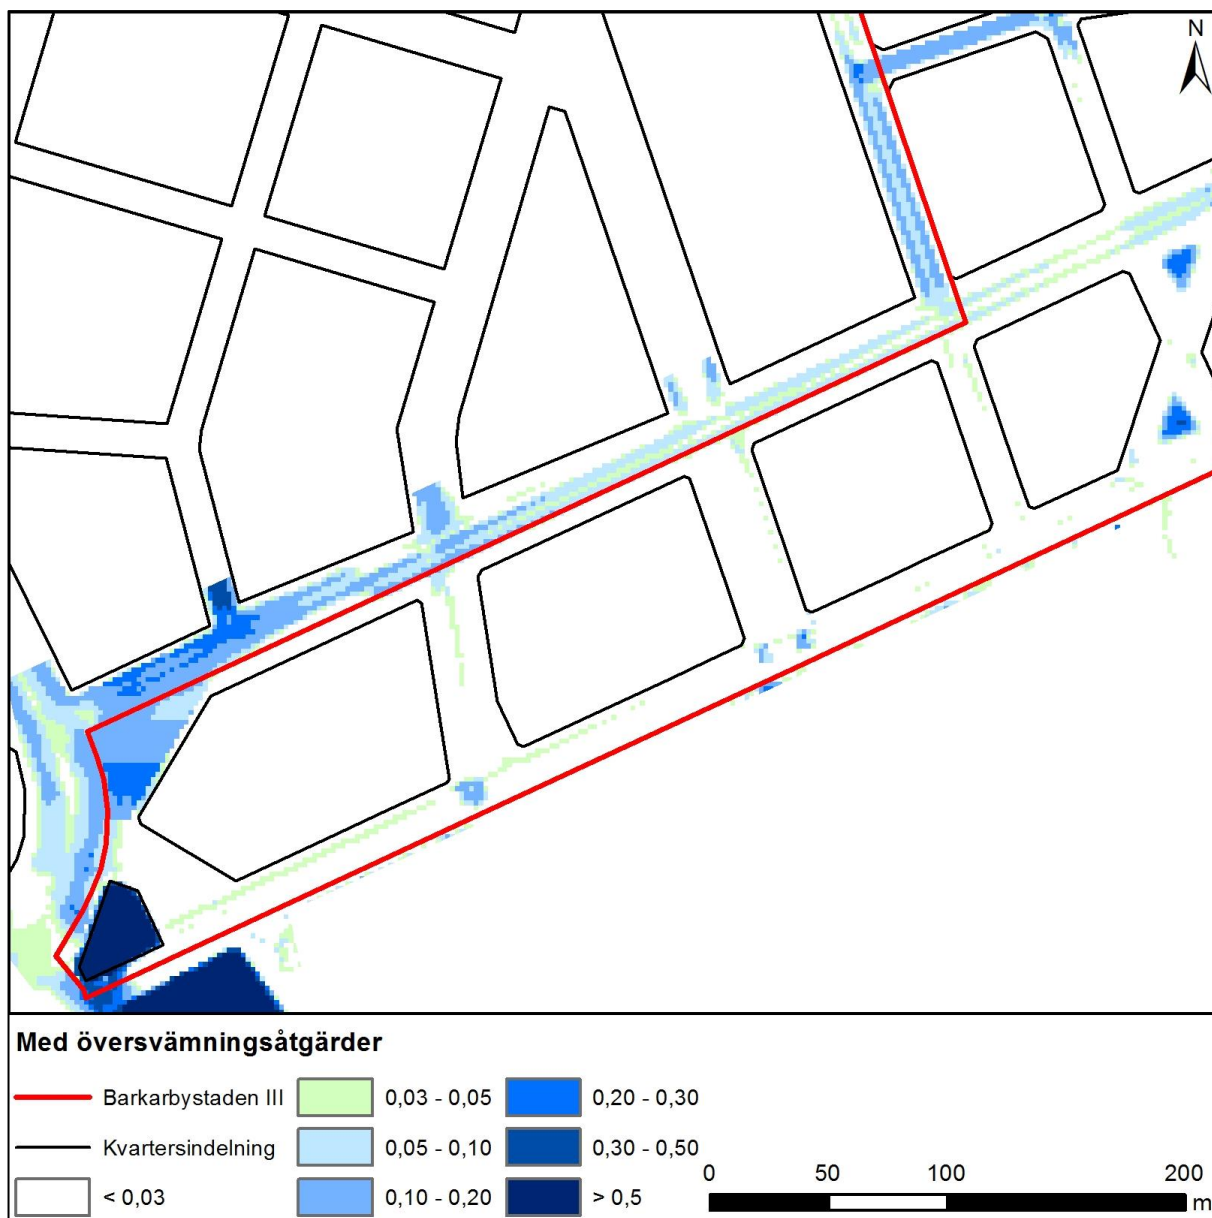 N
Med översvämningsåtgärder
Barkarbystaden III
Kvartersindelning
< 0,03
0,03 - 0,05
0,05 - 0,10
0,10 - 0,20
0,20 - 0,30
0,30 - 0,50
> 0,5
0 50 100 200
m